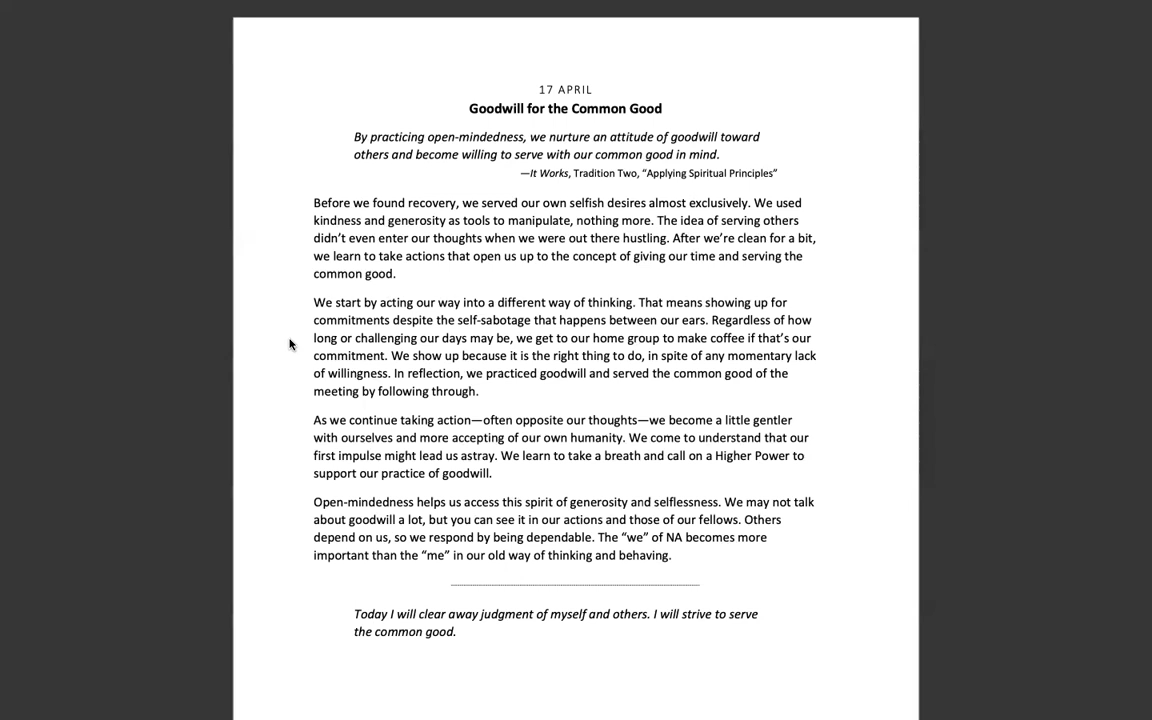 17 APRIL
Goodwill for the Common Good
By practicing open-mindedness, we nurture an attitude of goodwill toward
others and become willing to serve with our common good in mind.
—It Works, Tradition Two, “Applying Spiritual Principles”
Before we found recovery, we served our own selfish desires almost exclusively. We used
kindness and generosity as tools to manipulate, nothing more. The idea of serving others
didn’t even enter our thoughts when we were out there hustling. After we’re clean for a bit,
we learn to take actions that open us up to the concept of giving our time and serving the
common good.
We start by acting our way into a different way of thinking. That means showing up for
commitments despite the self-sabotage that happens between our ears. Regardless of how
long or challenging our days may be, we get to our home group to make coffee if that’s our
commitment. We show up because it is the right thing to do, in spite of any momentary lack
of willingness. In reflection, we practiced goodwill and served the common good of the
meeting by following through.
As we continue taking action—often opposite our thoughts—we become a little gentler
with ourselves and more accepting of our own humanity. We come to understand that our
first impulse might lead us astray. We learn to take a breath and call on a Higher Power to
support our practice of goodwill.
Open-mindedness helps us access this spirit of generosity and selflessness. We may not talk
about goodwill a lot, but you can see it in our actions and those of our fellows. Others
depend on us, so we respond by being dependable. The “we” of NA becomes more
important than the “me” in our old way of thinking and behaving.
Today I will clear away judgment of myself and others. I will strive to serve
the common good.